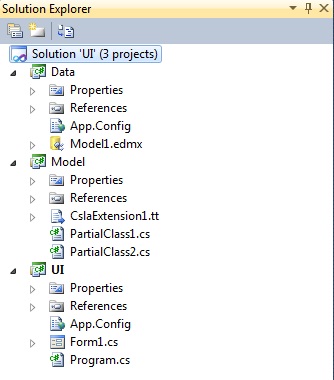 Solution Explorer
Solution 'UI' (3 projects)
Data
Properties
References
App.Config
Model1.edmx
Model
Properties
References
CslaExtension1.tt
PartialClass1.cs
PartialClass2.cs
UI
Properties
References
App.Config
Form1.cs
Program.cs